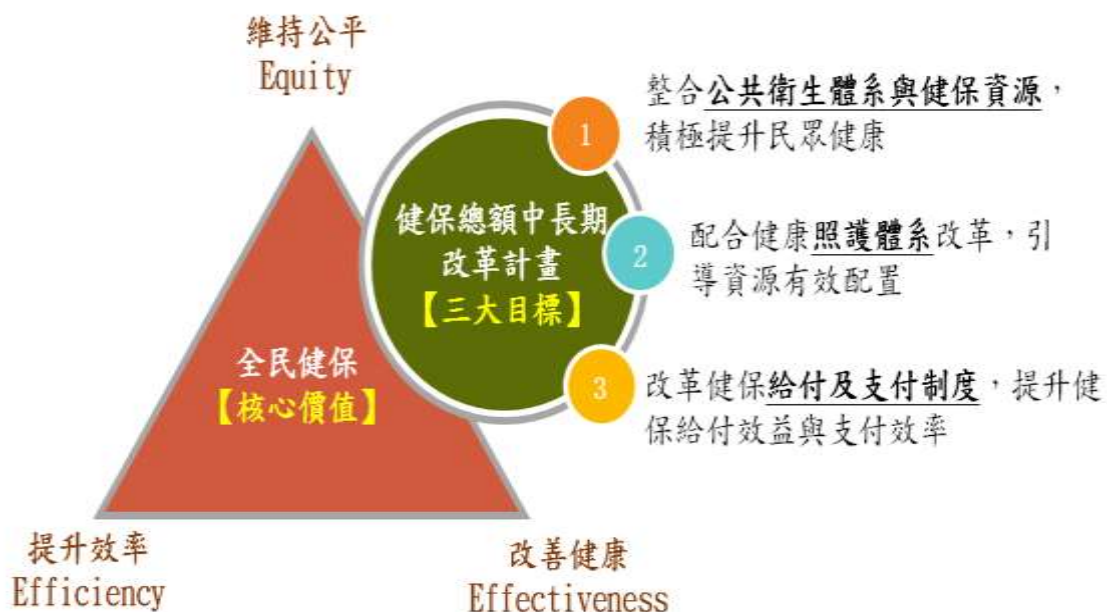 維持公平
Equity
整合公共衛生體系與健保資源，
積極提升民眾健康
1
健保總額中長期
改革計畫
【三大目標】
2
配合健康照護體系改革，引
導資源有效配置
全民健保
【核心價值】
3
改革健保給付及支付制度，提升健
保給付效益與支付效率
提升效率
Efficiency
改善健康
Effectiveness